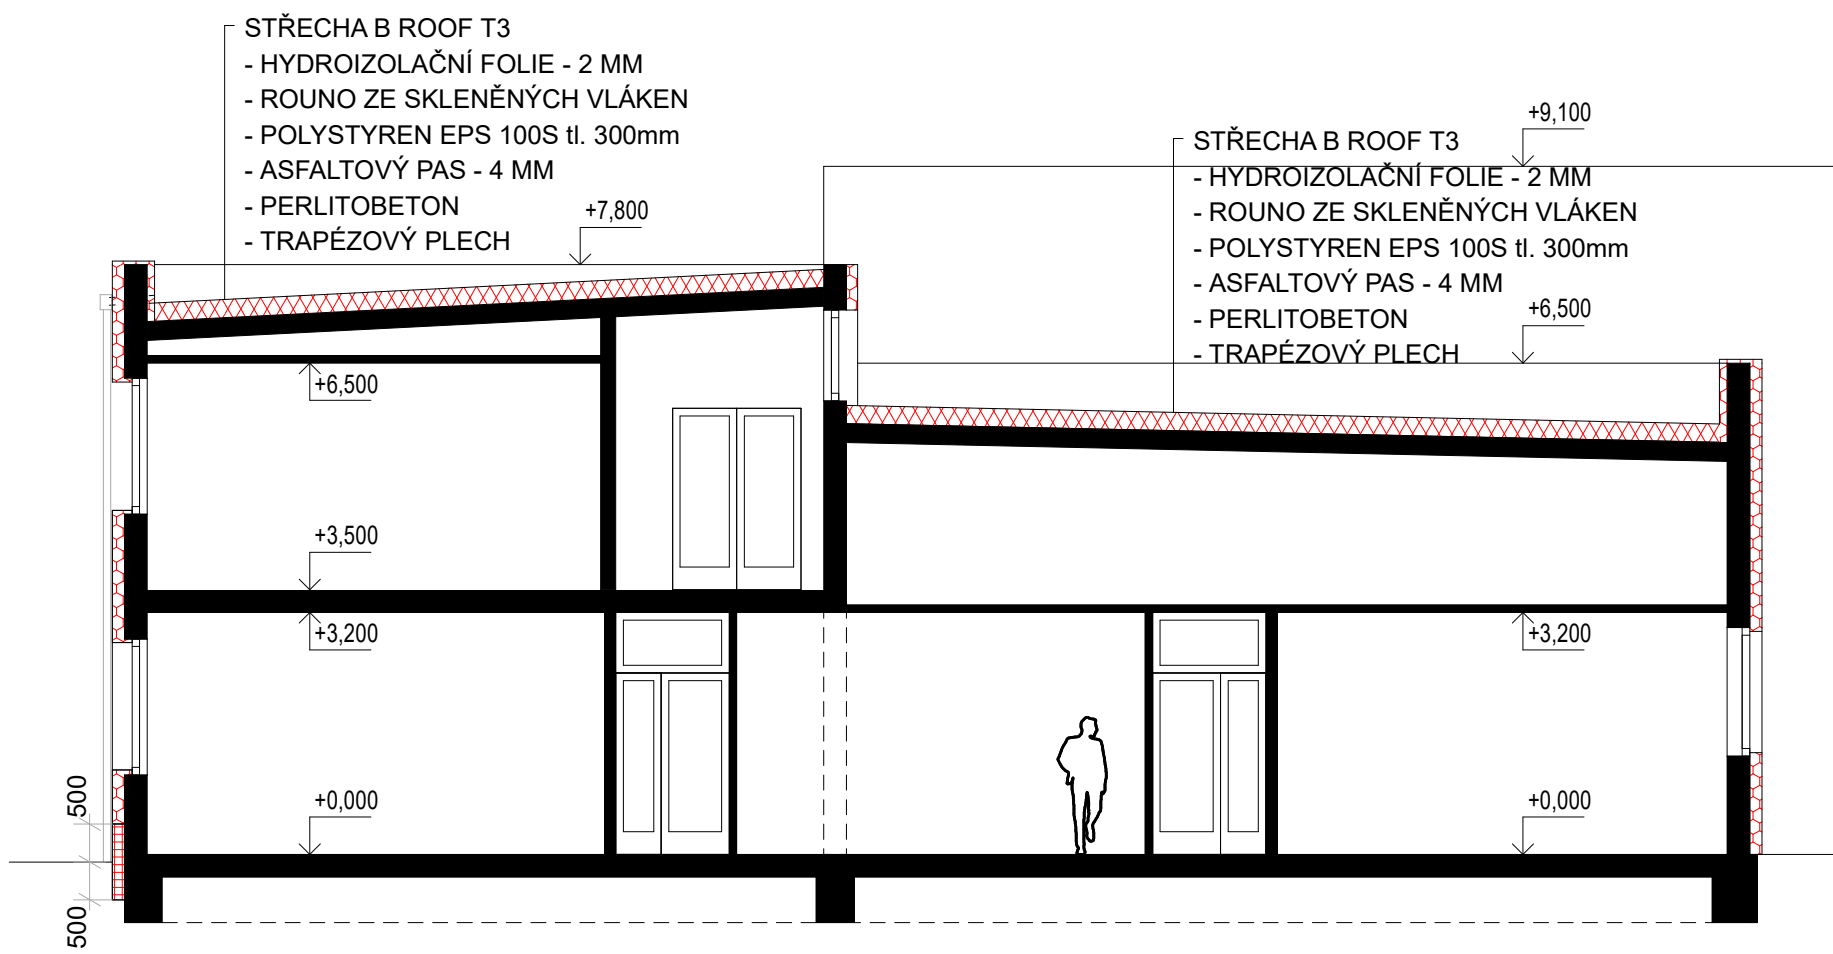 STŘECHA B ROOF T3
- HYDROIZOLAČNÍ FOLIE - 2 MM
- ROUNO ZE SKLENĚNÝCH VLÁKEN
- POLYSTYREN EPS 100S tl. 300mm
- ASFALTOVÝ PAS - 4 MM
- PERLITOBETON
- TRAPÉZOVÝ PLECH
+7,800
+9,100
STŘECHA B ROOF T3
- HYDROIZOLAČNÍ FOLIE - 2 MM
- ROUNO ZE SKLENĚNÝCH VLÁKEN
- POLYSTYREN EPS 100S tl. 300mm
- ASFALTOVÝ PAS - 4 MM
- PERLITOBETON
- TRAPÉZOVÝ PLECH
+6,500
+6,500
+3,500
+3,200
+3,200
+0,000
+0,000
500
500